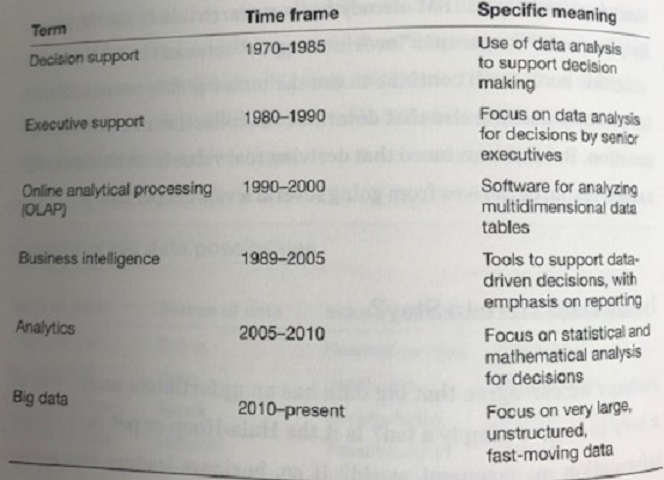 Term Time frame Specific meaning
Decision support 1970–1985 Use of data analysis
to support decision
making
Executive support 1980–1990 Focus on data analysis
for decisions by senior
executives
Online analytical processing 1990–2000 Software for analyzing
(OLAP) multidimensional data
tables
Business intelligence 1989–2005 Tools to support data-
driven decisions, with
emphasis on reporting
Analytics 2005–2010 Focus on statistical and
mathematical analysis
for decisions
Big data 2010–present Focus on very large,
unstructured,
fast-moving data